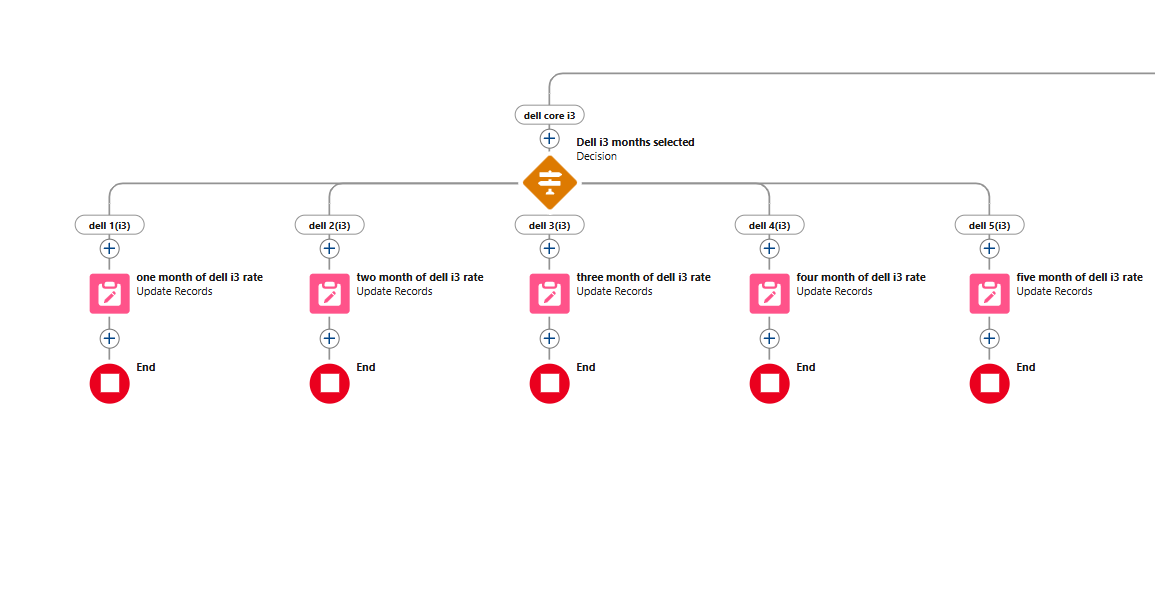 dell core i3
Dell i3 months selected
Decision
dell 1(i3)
dell 2(i3)
dell 3(i3)
dell 4(i3)
dell 5(i3)
one month of dell i3 rate
Update Records
two month of dell i3 rate
Update Records
three month of dell i3 rate
Update Records
four month of dell i3 rate
Update Records
five month of dell i3 rate
Update Records
End
End
End
End
End